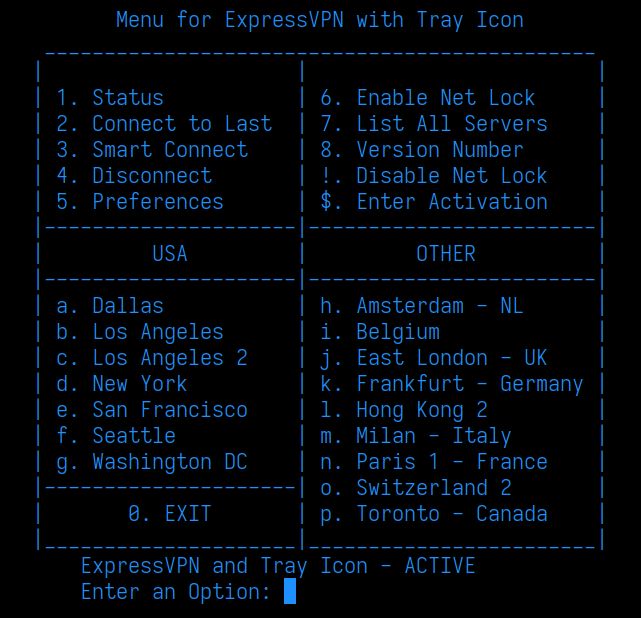 Menu for ExpressVPN with Tray Icon
1. Status
2. Connect to Last
3. Smart Connect
4. Disconnect
5. Preferences
6. Enable Net Lock
7. List All Servers
8. Version Number
!. Disable Net Lock
$. Enter Activation
USA
a. Dallas
b. Los Angeles
c. Los Angeles 2
d. New York
e. San Francisco
f. Seattle
g. Washington DC
0. EXIT
OTHER
h. Amsterdam - NL
i. Belgium
j. East London - UK
k. Frankfurt - Germany
l. Hong Kong 2
m. Milan - Italy
n. Paris 1 - France
o. Switzerland 2
p. Toronto - Canada
ExpressVPN and Tray Icon - ACTIVE
Enter an Option: